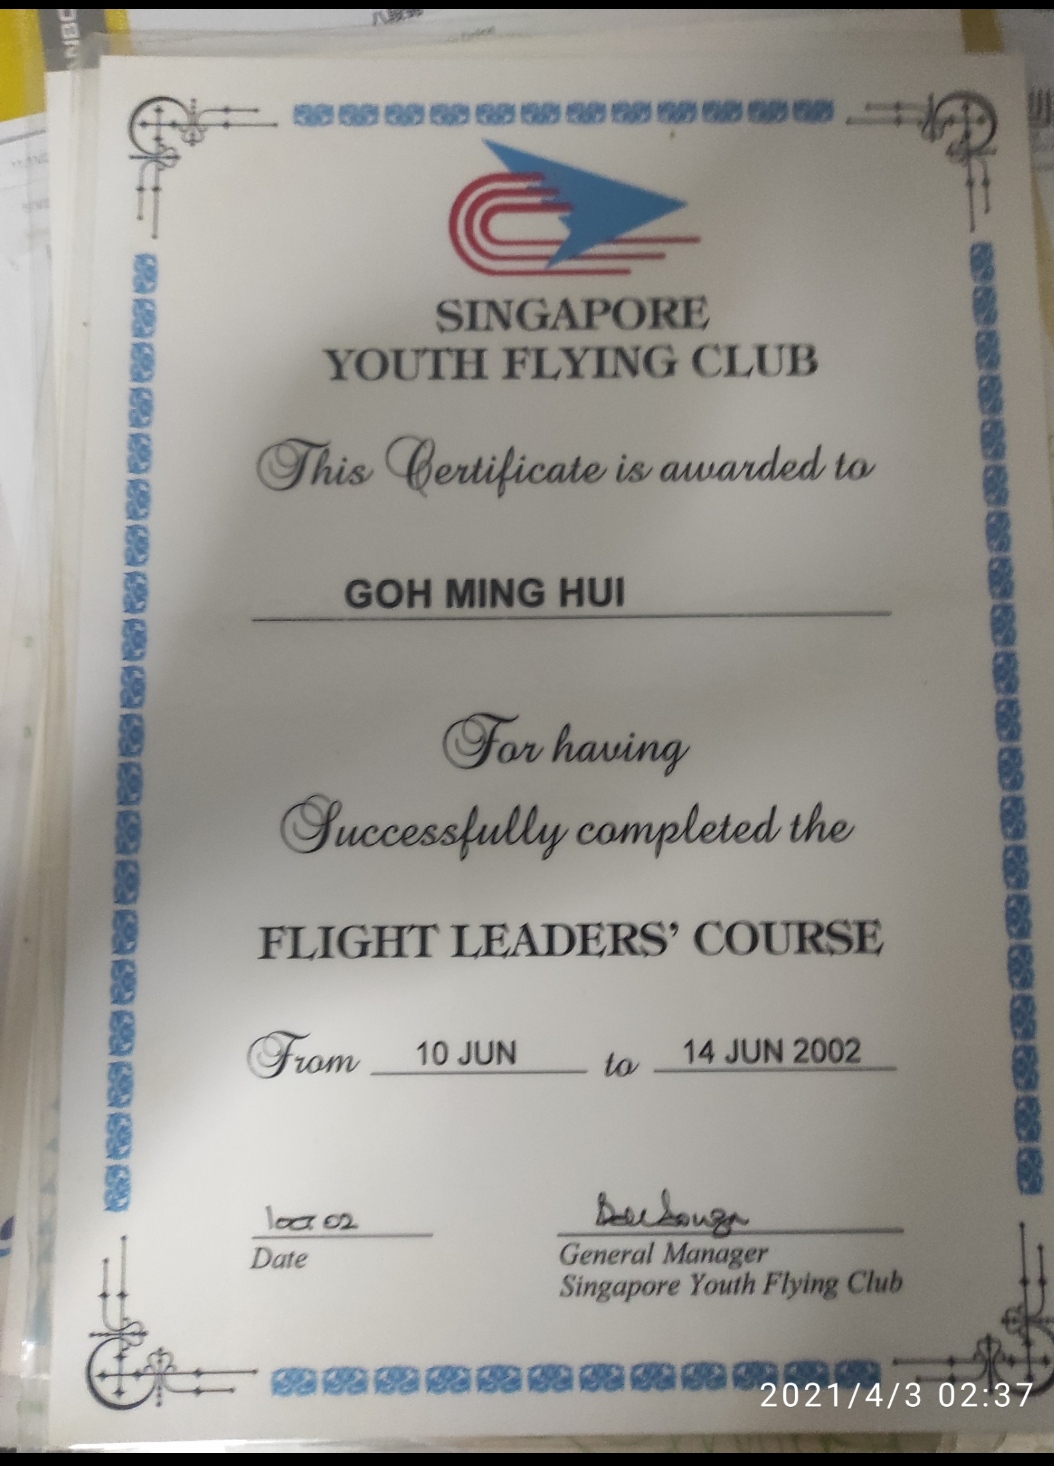 SINGAPORE
YOUTH FLYING CLUB
This Certificate is awarded to
GOH MING HUI
For having
Successfully completed the
FLIGHT LEADERS' COURSE
From 10 JUN to 14 JUN 2002
1 OCT 02
Date
General Manager
Singapore Youth Flying Club
2021/4/3 02:37